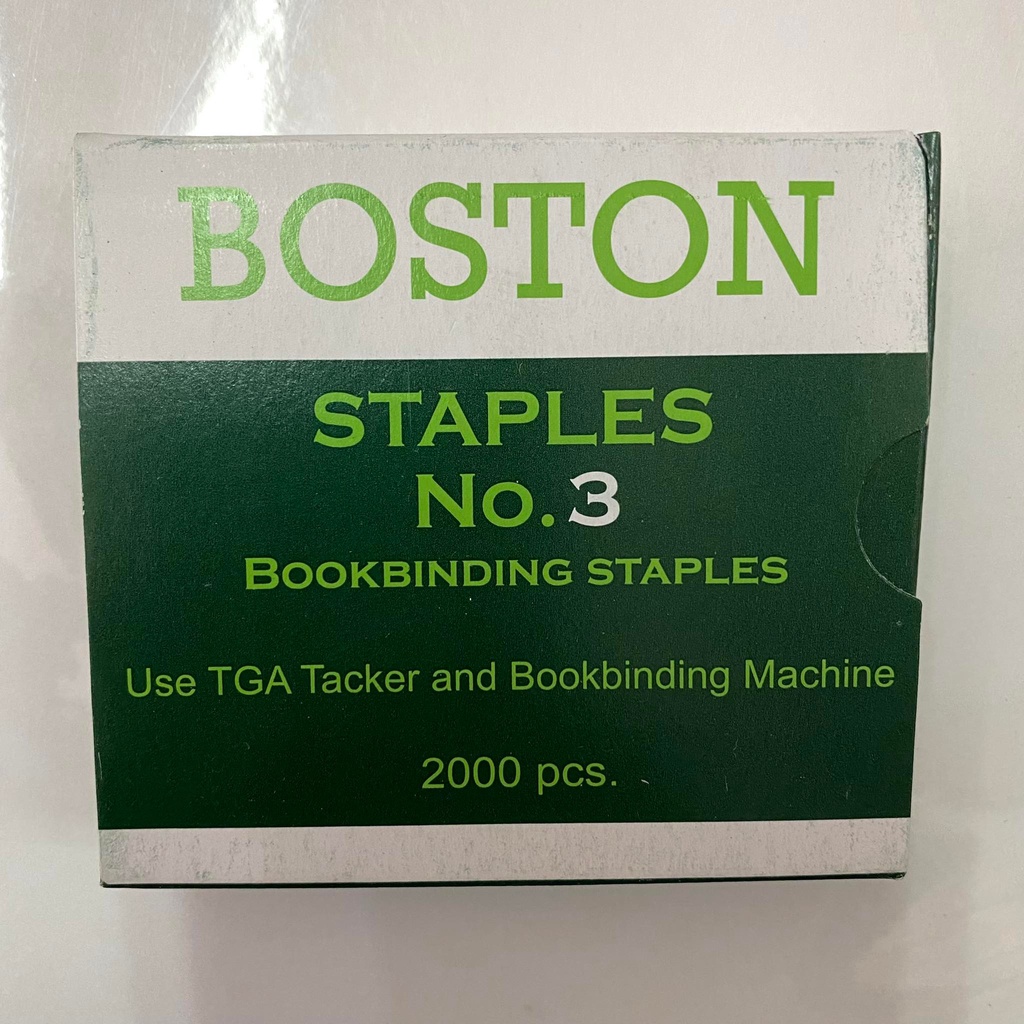 BOSTON
STAPLES
No.3
BOOKBINDING STAPLES
Use TGA Tacker and Bookbinding Machine
2000 pcs.